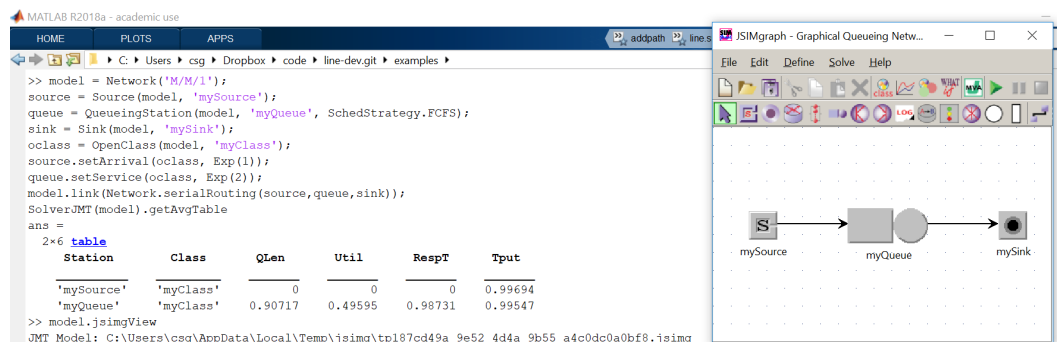 MATLAB R2018a - academic use
HOME PLOTS APPS addpath line.s
C: Users csg Dropbox code line-dev.git examples
>> model = Network('M/M/1');
source = Source(model, 'mySource');
queue = QueueingStation(model, 'myQueue', SchedStrategy.FCFS);
sink = Sink(model, 'mySink');
oclass = OpenClass(model, 'myClass');
source.setArrival(oclass, Exp(1));
queue.setService(oclass, Exp(2));
model.link(Network.serialRouting(source,queue,sink));
SolverJMT(model).getAvgTable
ans =
2×6 table
Station Class QLen Util RespT Tput
'mySource' 'myClass' 0 0 0 0.99694
'myQueue' 'myClass' 0.90717 0.49595 0.98731 0.99547
>> model.jsimgView
JMT Model: C:\Users\csg\AppData\Local\Temp\jsimg\tp187cd49a_9e52_4d4a_9b55_a4c0dc0a0bf8.jsimg
JSIMgraph - Graphical Queueing Netw...
File Edit Define Solve Help
class WHAT IF MVA
S LOG
S
mySource myQueue mySink